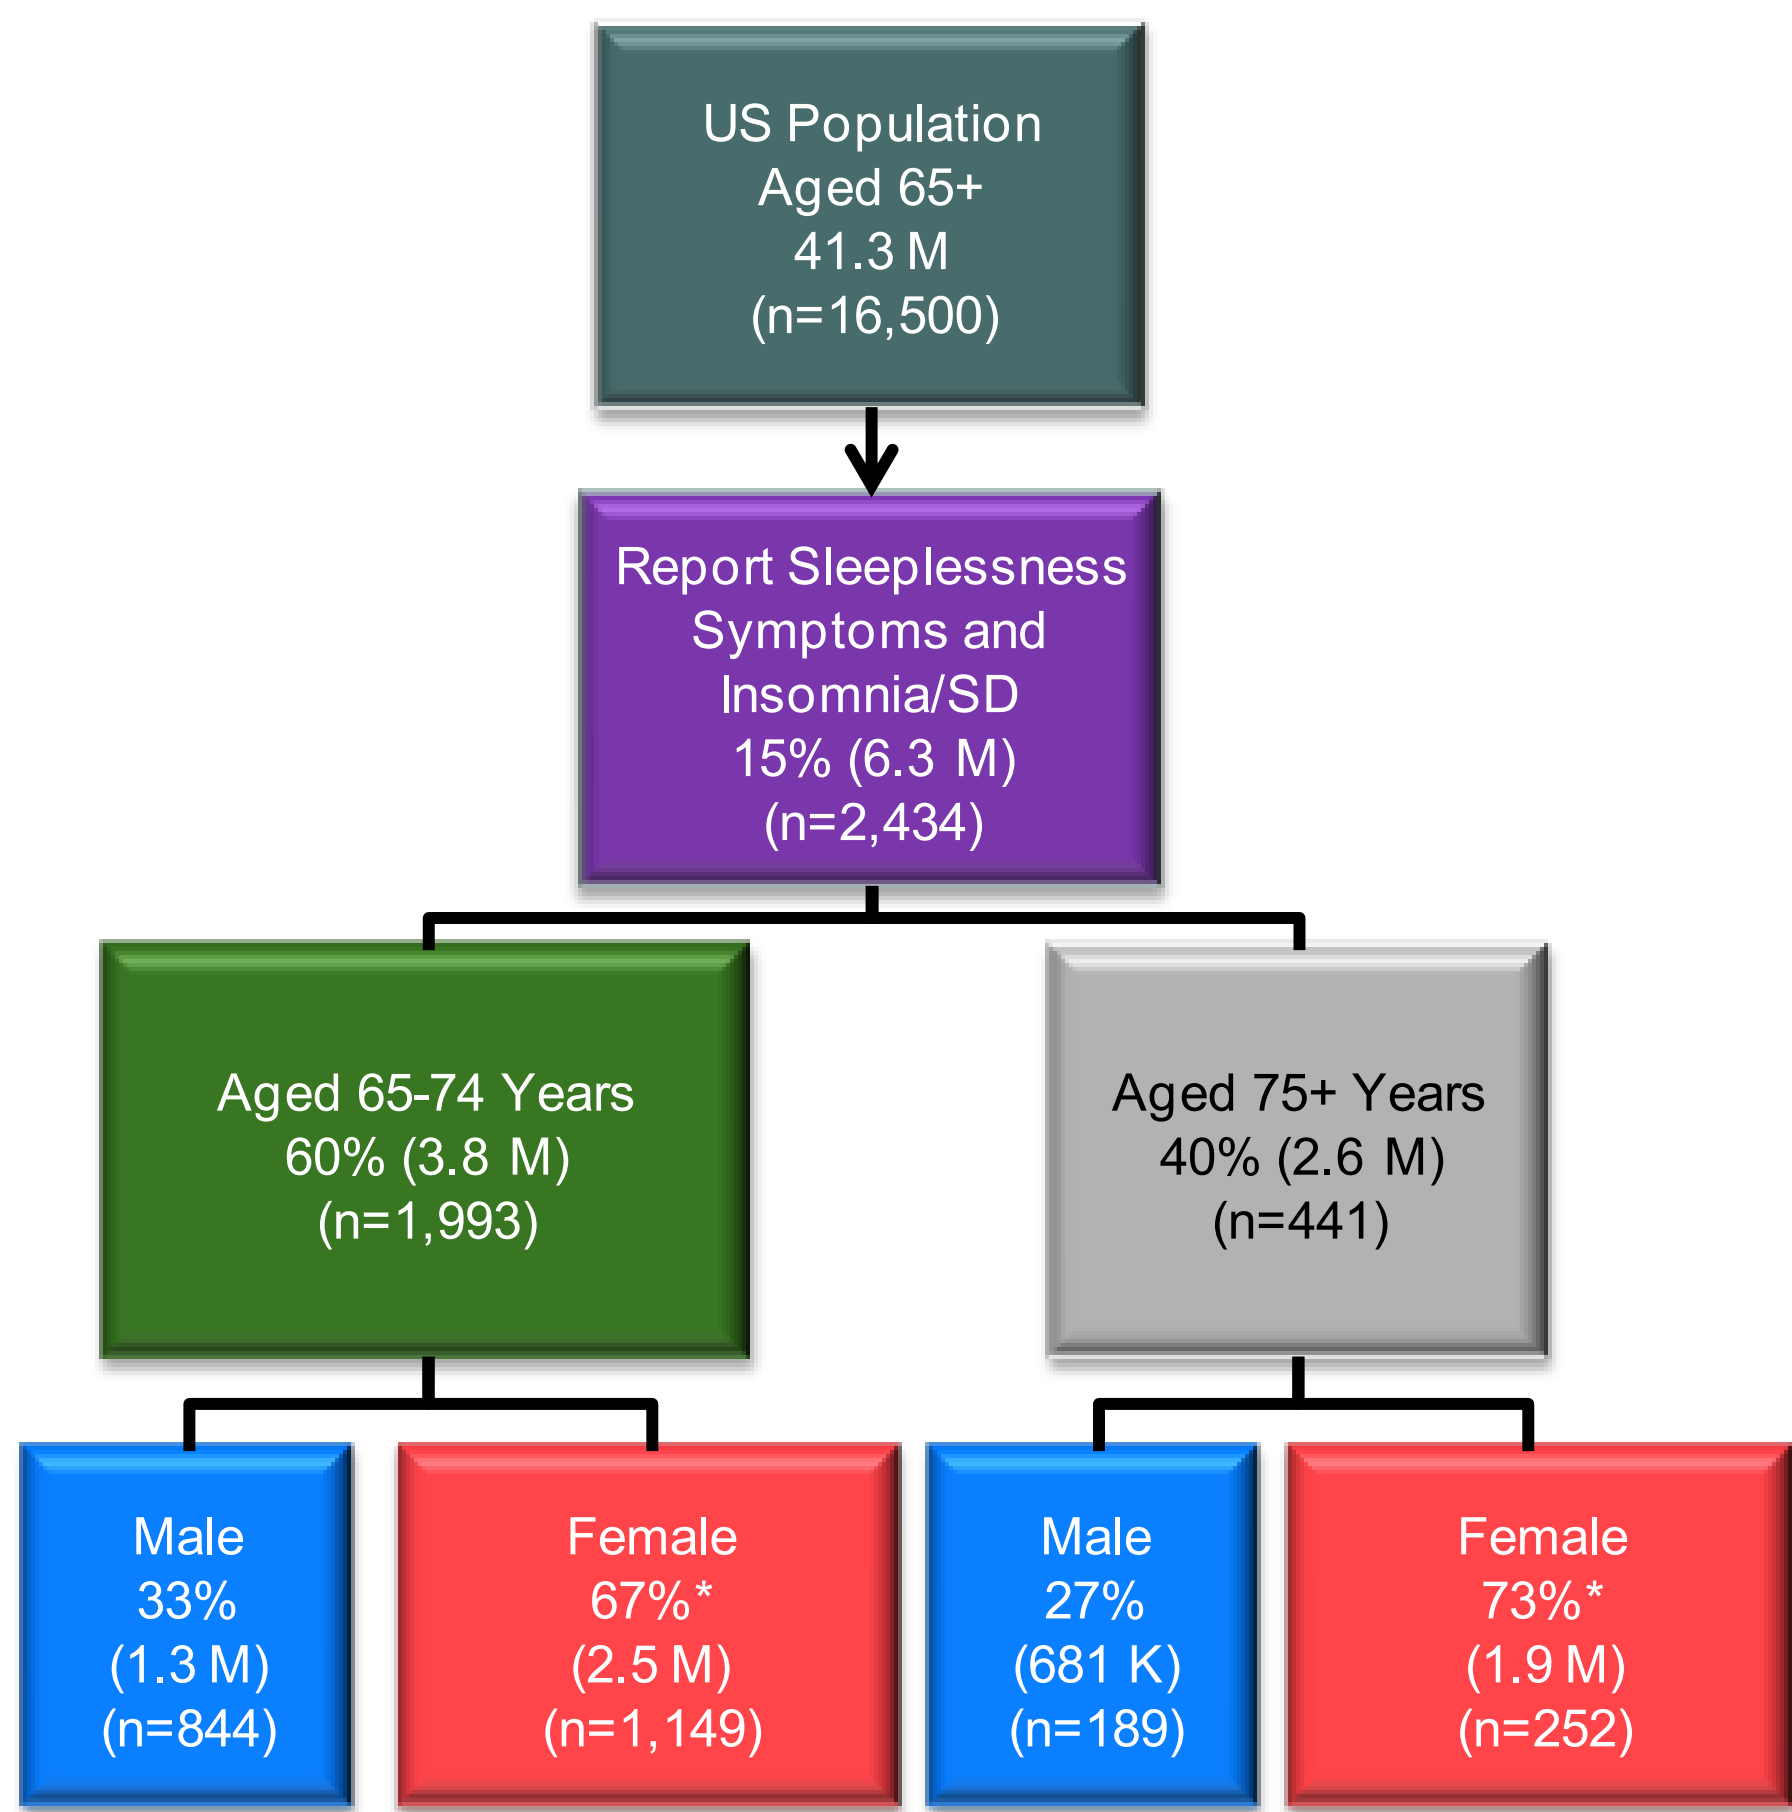 US Population
Aged 65+
41.3 M
(n=16,500)
Report Sleeplessness
Symptoms and
Insomnia/SD
15% (6.3 M)
(n=2,434)
Aged 65-74 Years
60% (3.8 M)
(n=1,993)
Aged 75+ Years
40% (2.6 M)
(n=441)
Male
33%
(1.3 M)
(n=844)
Female
67%*
(2.5 M)
(n=1,149)
Male
27%
(681 K)
(n=189)
Female
73%*
(1.9 M)
(n=252)